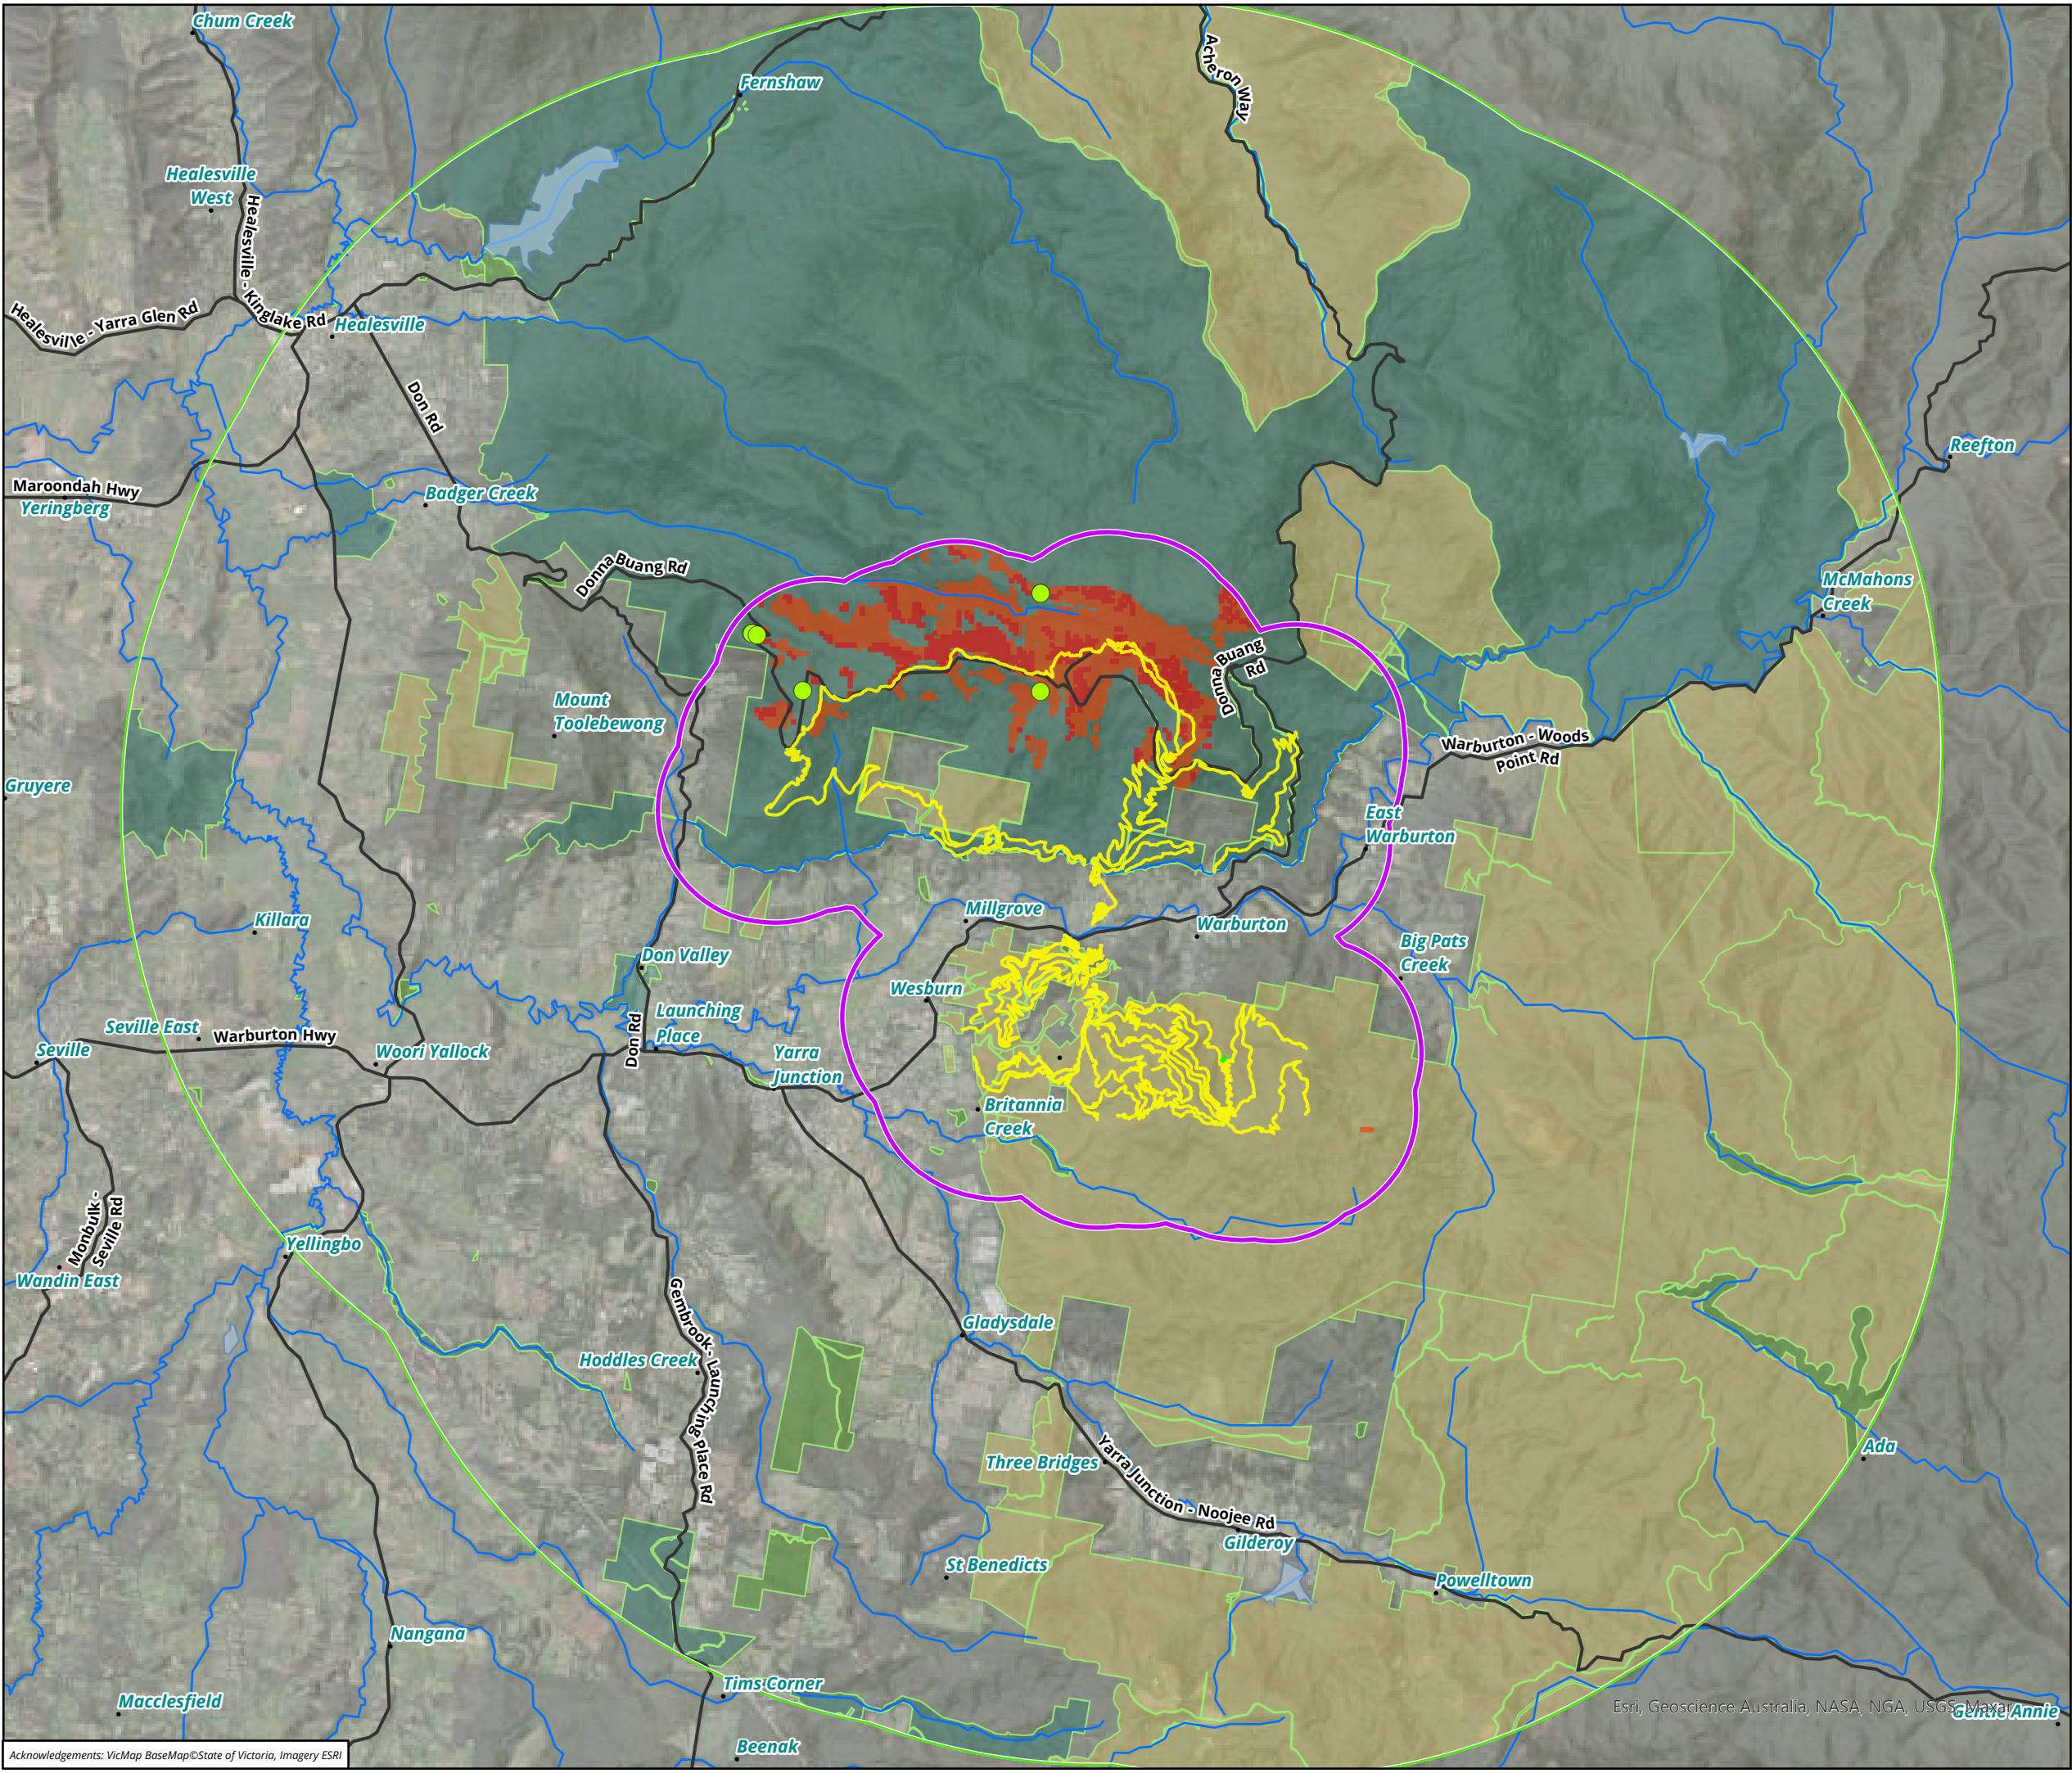 Chum Creek
Fernshaw
Acheron Way
Healesville
West
Healesville - Kinglake Rd
Healesville - Yarra Glen Rd
Healesville
Don Rd
Reefton
Maroondah Hwy
Yeringberg
Badger Creek
Donna Buang Rd
McMahons
Creek
Donna Buang
Rd
Mount
Toolebewong
Warburton - Woods
Point Rd
Gruyere
East
Warburton
Killara
Millgrove
Warburton
Big Pats
Creek
Don Valley
Wesburn
Launching
Place
Don Rd
Seville East
Warburton Hwy
Seville
Woori Yallock
Yarra
Junction
Britannia
Creek
Monbulk -
Seville Rd
Yellingbo
Wandin East
Gembrook - Launching Place Rd
Gladysdale
Hoddles Creek
Three Bridges
Yarra Junction - Noojee Rd
Ada
Gilderoy
St Benedicts
Powelltown
Nangana
Tims Corner
Macclesfield
Esri, Geoscience Australia, NASA, NGA, USGS, Maxar
Gentle Annie
Beenak
Acknowledgements: VicMap BaseMap©State of Victoria, Imagery ESRI